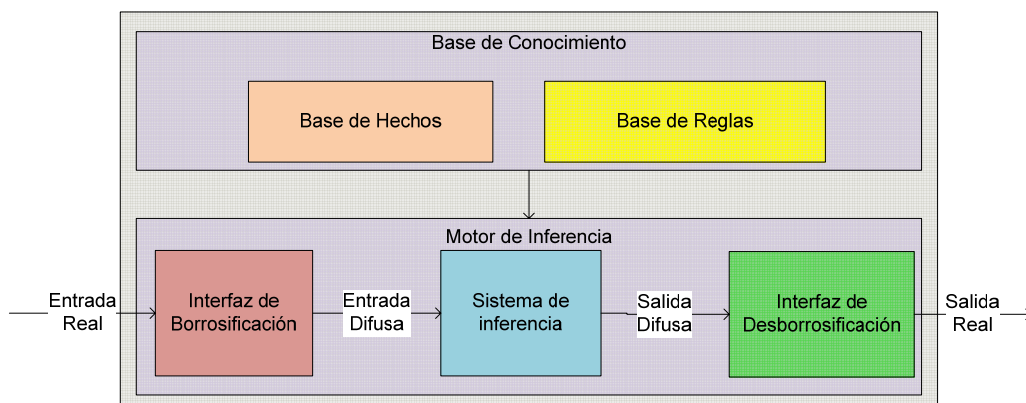 Base de Conocimiento
Base de Hechos
Base de Reglas
Motor de Inferencia
Entrada
Real
Interfaz de
Borrosificación
Entrada
Difusa
Sistema de
inferencia
Salida
Difusa
Interfaz de
Desborrosificación
Salida
Real